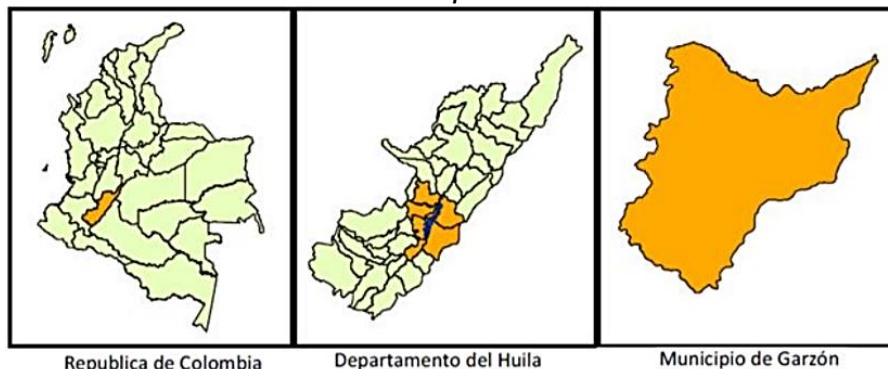 Republica de Colombia
Departamento del Huila
Municipio de Garzón